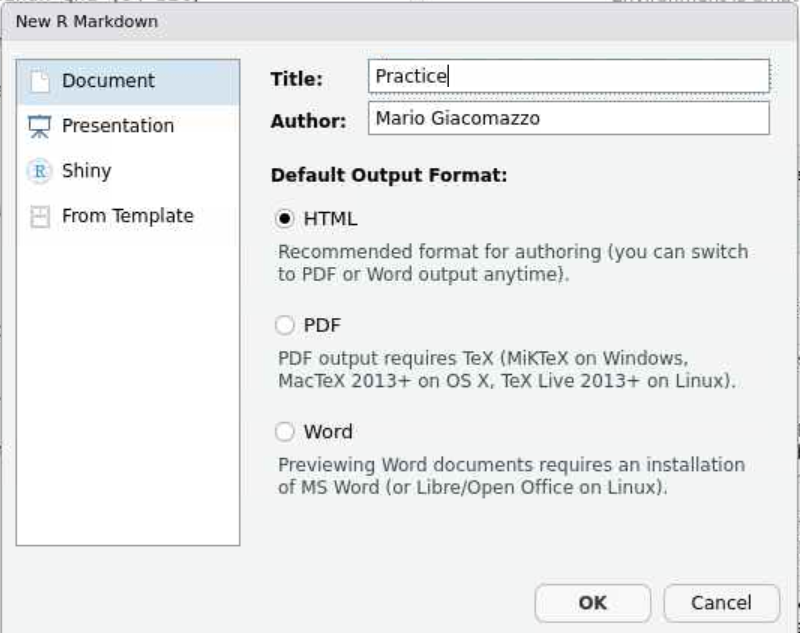 New R Markdown
Document
Presentation
Shiny
From Template
Title: Practice
Author: Mario Giacomazzo
Default Output Format:
HTML
Recommended format for authoring (you can switch
to PDF or Word output anytime).
PDF
PDF output requires TeX (MiKTeX on Windows,
MacTeX 2013+ on OS X, TeX Live 2013+ on Linux).
Word
Previewing Word documents requires an installation
of MS Word (or Libre/Open Office on Linux).
OK Cancel